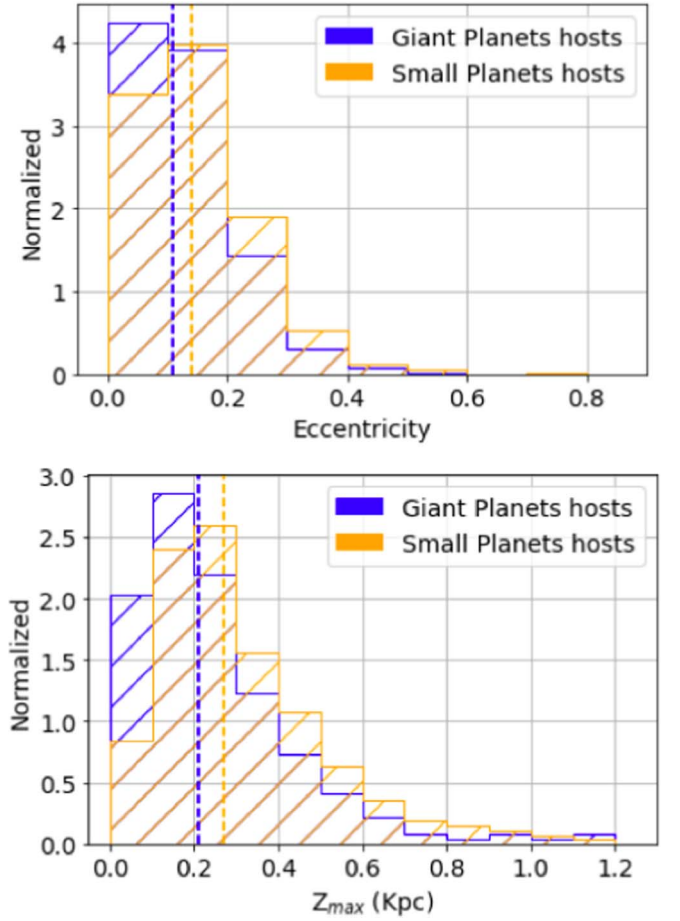 Giant Planets hosts
Small Planets hosts
4
3
2
1
0
Normalized
0.0 0.2 0.4 0.6 0.8
Eccentricity
Giant Planets hosts
Small Planets hosts
3.0
2.5
2.0
1.5
1.0
0.5
0.0
Normalized
0.0 0.2 0.4 0.6 0.8 1.0 1.2
Zmax (Kpc)